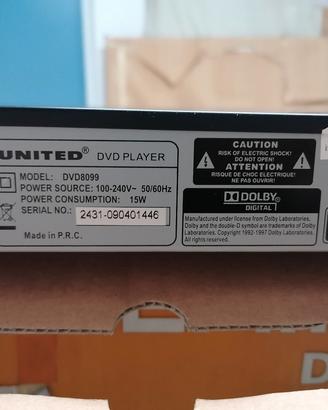 UNITED® DVD PLAYER
MODEL: DVD8099
POWER SOURCE: 100-240V~ 50/60Hz
POWER CONSUMPTION: 15W
SERIAL NO.: 2431-090401446
Made in P.R.C.
CAUTION
RISK OF ELECTRIC SHOCK!
DO NOT OPEN!
ATTENTION
RISQUE DE CHOC ELECTRIQUE!
NE PAS OUVRIR!
DOLBY®
DIGITAL
Manufactured under license from Dolby Laboratories.
Dolby and the double-D symbol are trademarks of Dolby
Laboratories. Copyright 1992-1997 Dolby Laboratories.
All rights reserved.
D